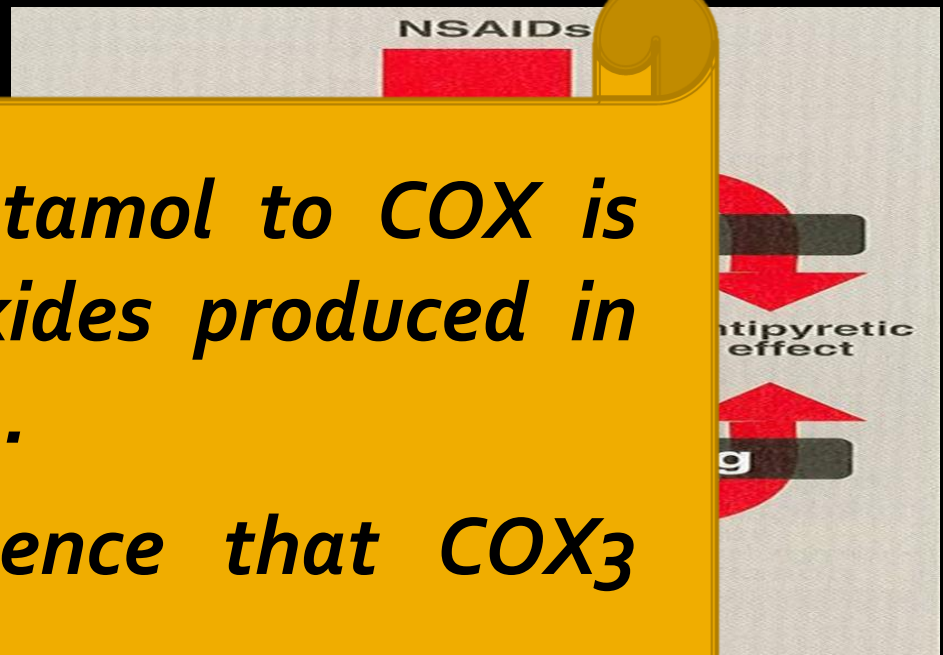 NSAIDs
tamol to COX is
xides produced in
.
ence that COX3
ntipyretic
effect
g